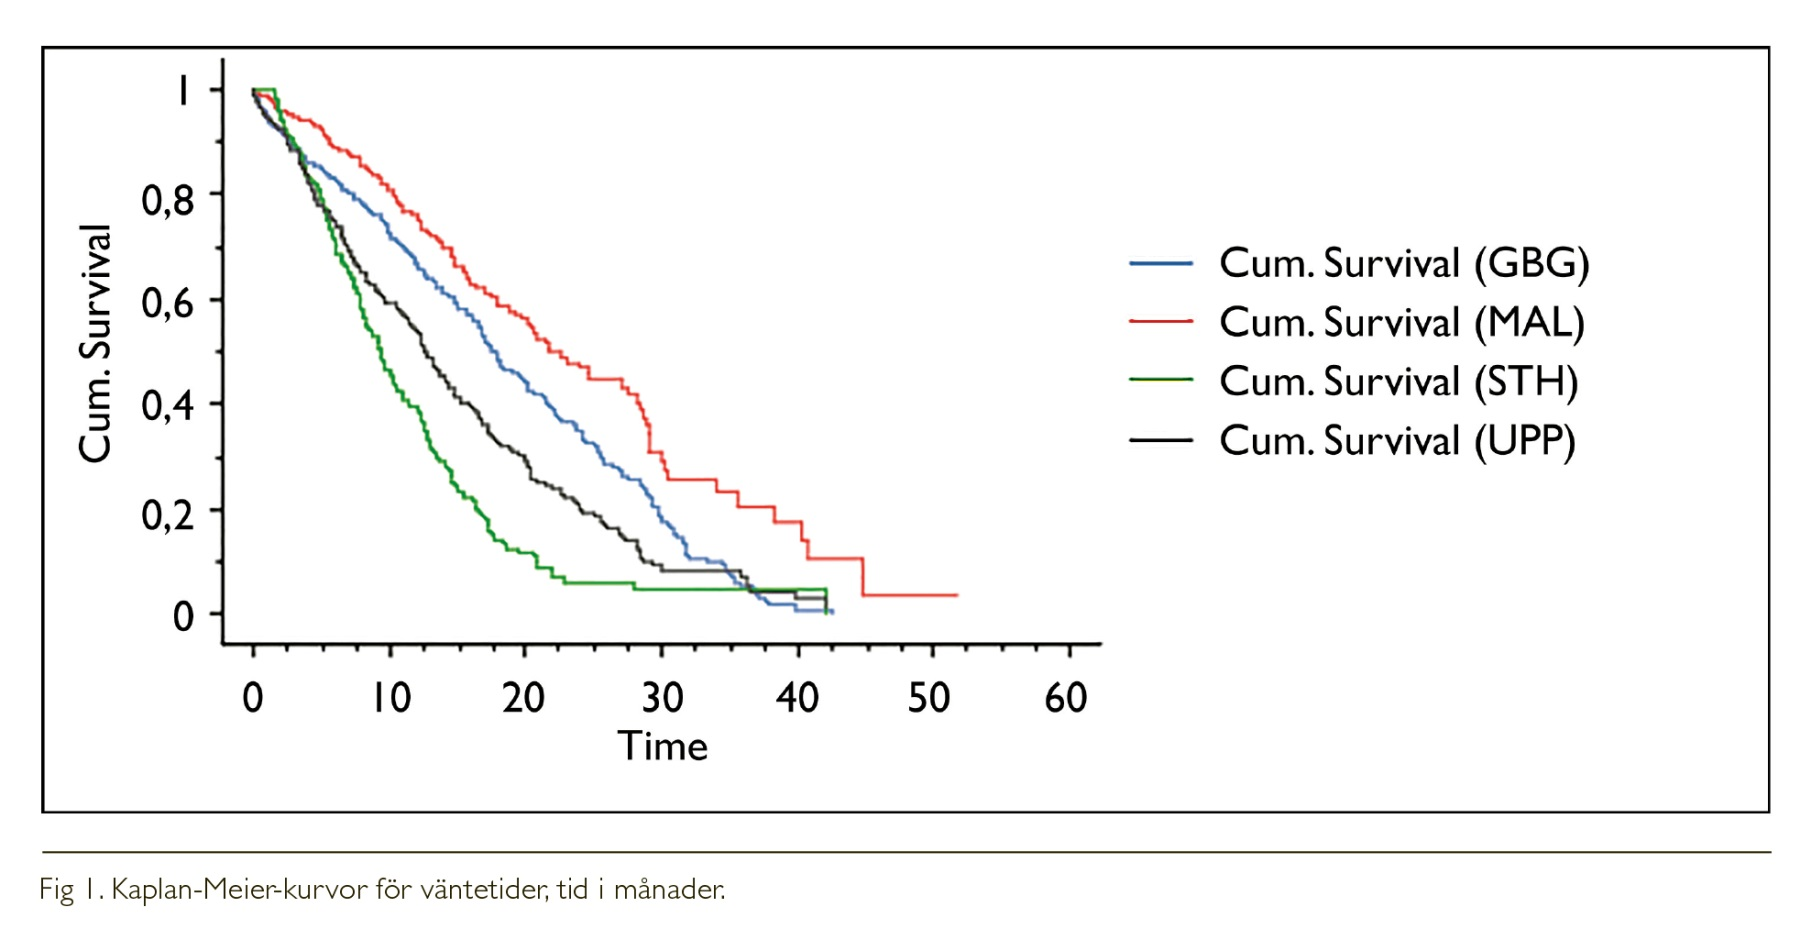 1
0,8
0,6
0,4
0,2
0
Cum. Survival
0 10 20 30 40 50 60
Time
Cum. Survival (GBG)
Cum. Survival (MAL)
Cum. Survival (STH)
Cum. Survival (UPP)
Fig 1. Kaplan-Meier-kurvor för väntetider, tid i månader.